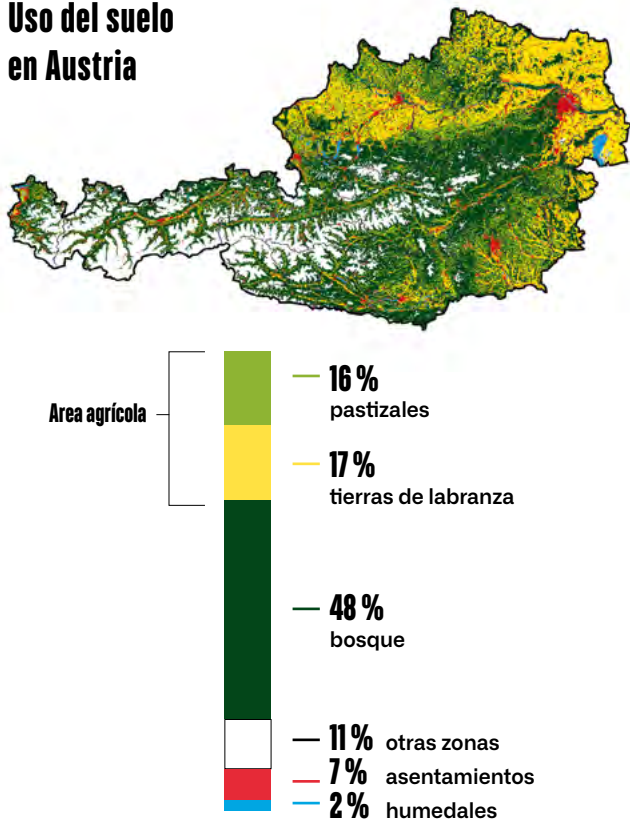 Uso del suelo
en Austria
Area agrícola
16 %
pastizales
17 %
tierras de labranza
48 %
bosque
11 % otras zonas
7 % asentamientos
2 % humedales